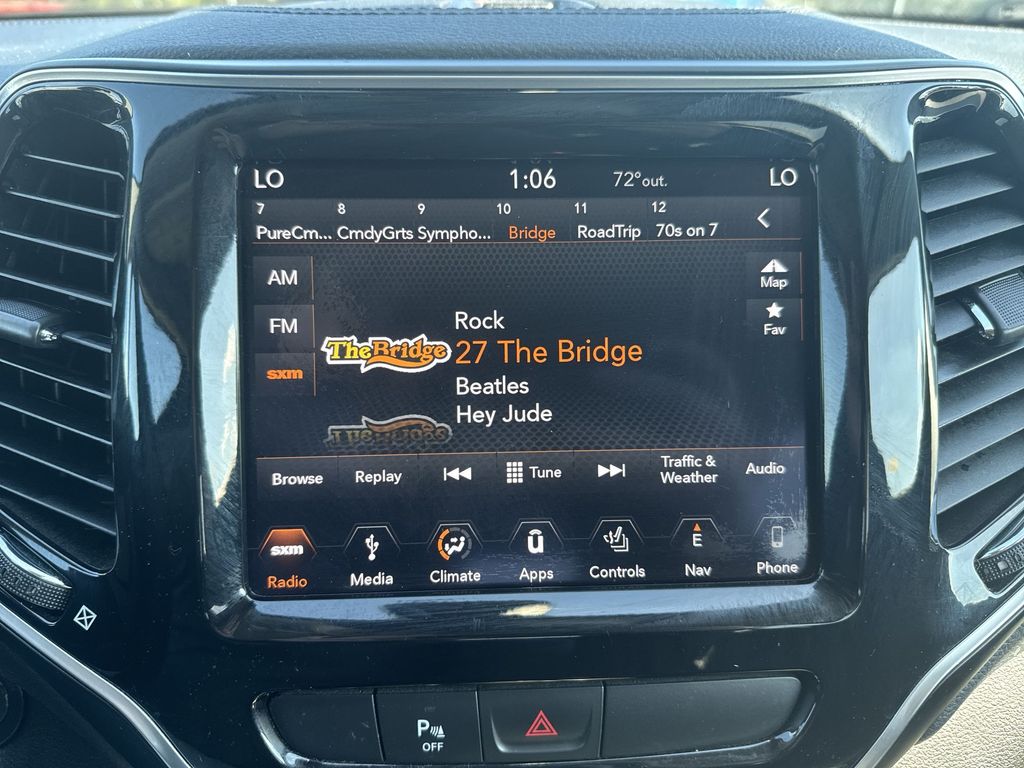 LO 1:06 72° out. LO
7 8 9 10 11 12
PureCm... CmdyGrts Sympho... Bridge RoadTrip 70s on 7
AM
Map
FM
Fav
sxm
TheBridge
Rock
27 The Bridge
Beatles
Hey Jude
Browse Replay Tune Traffic & Weather Audio
sxm E
Radio Media Climate Apps Controls Nav Phone
P
OFF